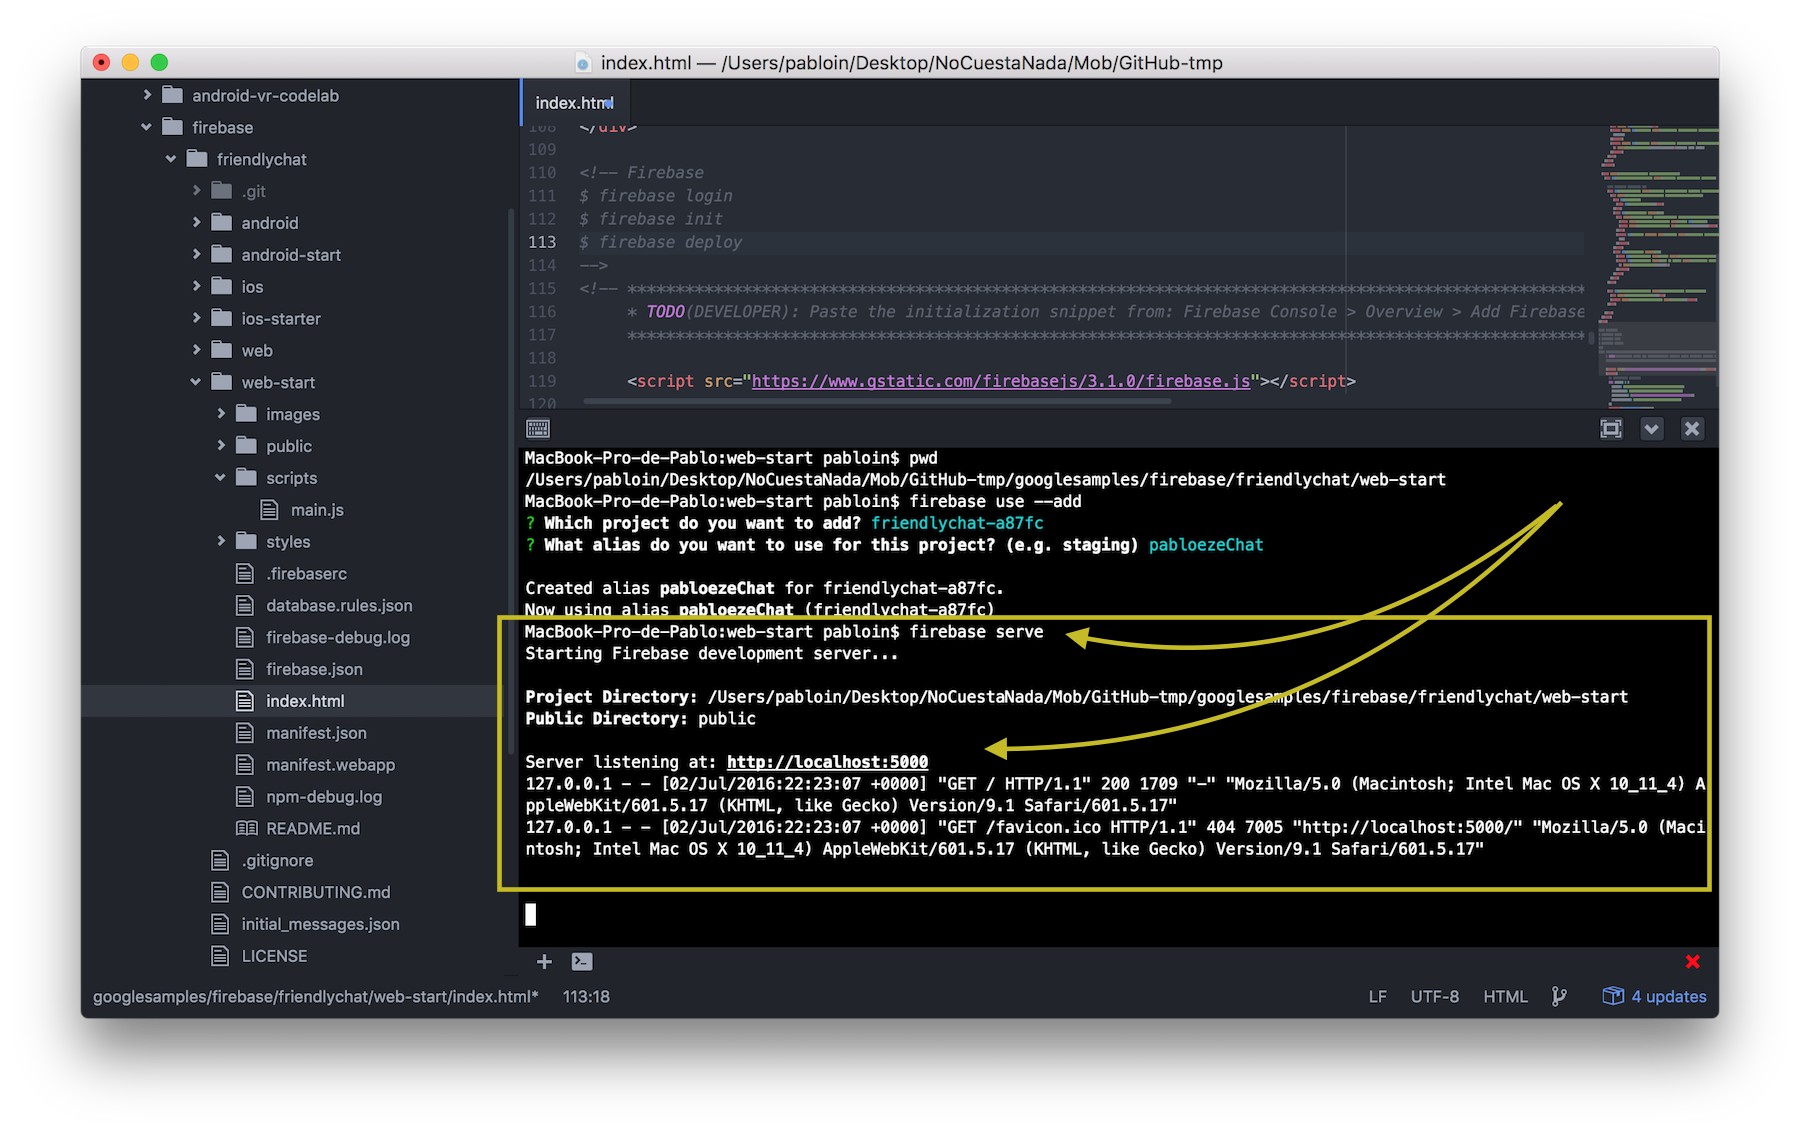 index.html — /Users/pabloin/Desktop/NoCuestaNada/Mob/GitHub-tmp
android-vr-codelab
firebase
friendlychat
.git
android
android-start
ios
ios-starter
web
web-start
images
public
scripts
main.js
styles
.firebaserc
database.rules.json
firebase-debug.log
firebase.json
index.html
manifest.json
manifest.webapp
npm-debug.log
README.md
.gitignore
CONTRIBUTING.md
initial_messages.json
LICENSE
index.html
108 </div>
109
110 <!-- Firebase
111 $ firebase login
112 $ firebase init
113 $ firebase deploy
114 -->
115 <!-- ****************************************************************************************************
116 * TODO(DEVELOPER): Paste the initialization snippet from: Firebase Console > Overview > Add Firebase
117 ****************************************************************************************************
118
119 <script src="https://www.gstatic.com/firebasejs/3.1.0/firebase.js"></script>
120
MacBook-Pro-de-Pablo:web-start pabloin$ pwd
/Users/pabloin/Desktop/NoCuestaNada/Mob/GitHub-tmp/googlesamples/firebase/friendlychat/web-start
MacBook-Pro-de-Pablo:web-start pabloin$ firebase use --add
? Which project do you want to add? friendlychat-a87fc
? What alias do you want to use for this project? (e.g. staging) pabloezeChat
Created alias pabloezeChat for friendlychat-a87fc.
Now using alias pabloezeChat (friendlychat-a87fc)
MacBook-Pro-de-Pablo:web-start pabloin$ firebase serve
Starting Firebase development server...
Project Directory: /Users/pabloin/Desktop/NoCuestaNada/Mob/GitHub-tmp/googlesamples/firebase/friendlychat/web-start
Public Directory: public
Server listening at: http://localhost:5000
127.0.0.1 - - [02/Jul/2016:22:23:07 +0000] "GET / HTTP/1.1" 200 1709 "-" "Mozilla/5.0 (Macintosh; Intel Mac OS X 10_11_4) A
ppleWebKit/601.5.17 (KHTML, like Gecko) Version/9.1 Safari/601.5.17"
127.0.0.1 - - [02/Jul/2016:22:23:07 +0000] "GET /favicon.ico HTTP/1.1" 404 7005 "http://localhost:5000/" "Mozilla/5.0 (Maci
ntosh; Intel Mac OS X 10_11_4) AppleWebKit/601.5.17 (KHTML, like Gecko) Version/9.1 Safari/601.5.17"
googlesamples/firebase/friendlychat/web-start/index.html* 113:18 LF UTF-8 HTML 4 updates